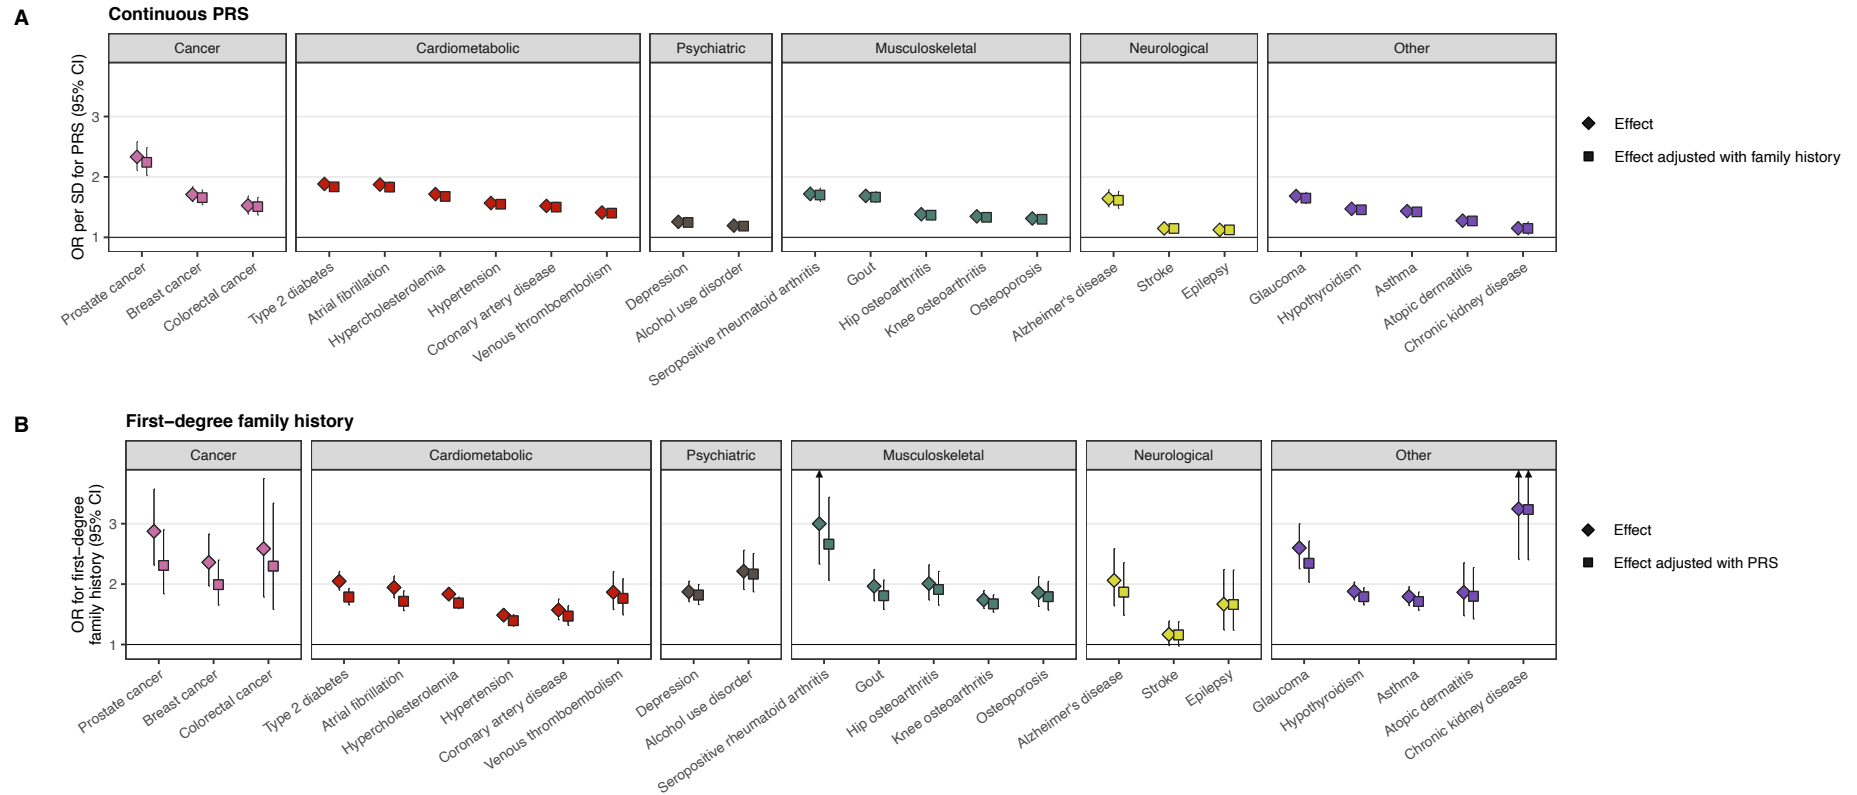 A
Continuous PRS
Cancer
Cardiometabolic
Psychiatric
Musculoskeletal
Neurological
Other
OR per SD for PRS (95% CI)
3
2
1
Prostate cancer
Breast cancer
Colorectal cancer
Type 2 diabetes
Atrial fibrillation
Hypercholesterolemia
Hypertension
Coronary artery disease
Venous thromboembolism
Depression
Alcohol use disorder
Seropositive rheumatoid arthritis
Gout
Hip osteoarthritis
Knee osteoarthritis
Osteoporosis
Alzheimer's disease
Stroke
Epilepsy
Glaucoma
Hypothyroidism
Asthma
Atopic dermatitis
Chronic kidney disease
Effect
Effect adjusted with family history
B
First−degree family history
Cancer
Cardiometabolic
Psychiatric
Musculoskeletal
Neurological
Other
OR for first−degree
family history (95% CI)
3
2
1
Prostate cancer
Breast cancer
Colorectal cancer
Type 2 diabetes
Atrial fibrillation
Hypercholesterolemia
Hypertension
Coronary artery disease
Venous thromboembolism
Depression
Alcohol use disorder
Seropositive rheumatoid arthritis
Gout
Hip osteoarthritis
Knee osteoarthritis
Osteoporosis
Alzheimer's disease
Stroke
Epilepsy
Glaucoma
Hypothyroidism
Asthma
Atopic dermatitis
Chronic kidney disease
Effect
Effect adjusted with PRS